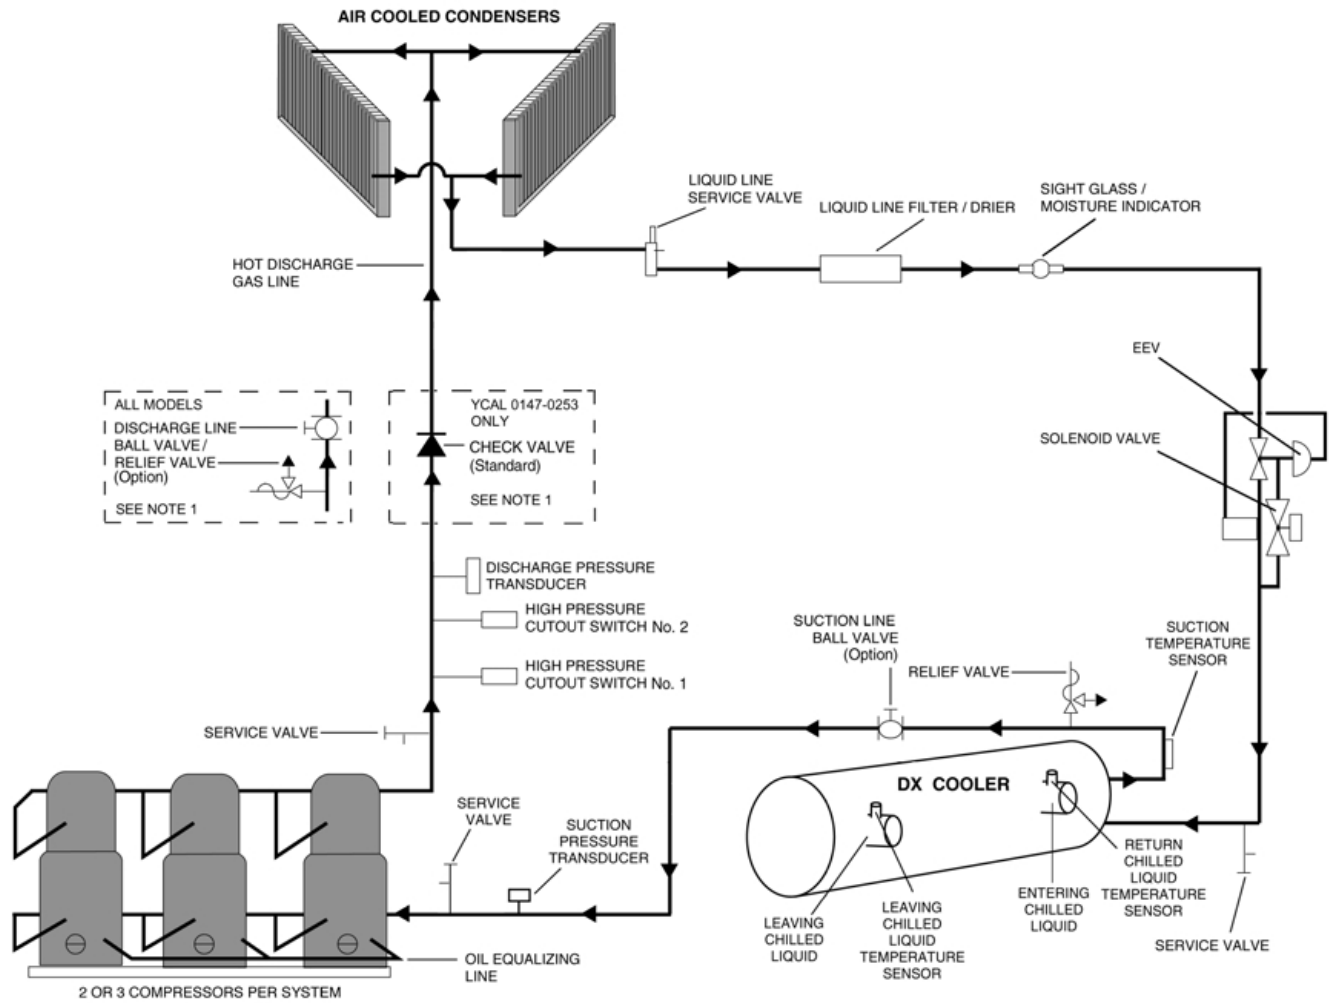 AIR COOLED CONDENSERS
LIQUID LINE
SERVICE VALVE
LIQUID LINE FILTER / DRIER
SIGHT GLASS /
MOISTURE INDICATOR
HOT DISCHARGE
GAS LINE
EEV
SOLENOID VALVE
ALL MODELS
DISCHARGE LINE
BALL VALVE /
RELIEF VALVE
(Option)
SEE NOTE 1
YCAL 0147-0253
ONLY
CHECK VALVE
(Standard)
SEE NOTE 1
DISCHARGE PRESSURE
TRANSDUCER
HIGH PRESSURE
CUTOUT SWITCH No. 2
HIGH PRESSURE
CUTOUT SWITCH No. 1
SERVICE VALVE
SUCTION LINE
BALL VALVE
(Option)
RELIEF VALVE
SUCTION
TEMPERATURE
SENSOR
DX COOLER
SERVICE
VALVE
SUCTION
PRESSURE
TRANSDUCER
LEAVING
CHILLED
LIQUID
LEAVING
CHILLED
LIQUID
TEMPERATURE
SENSOR
ENTERING
CHILLED
LIQUID
RETURN
CHILLED
LIQUID
TEMPERATURE
SENSOR
SERVICE VALVE
OIL EQUALIZING
LINE
2 OR 3 COMPRESSORS PER SYSTEM